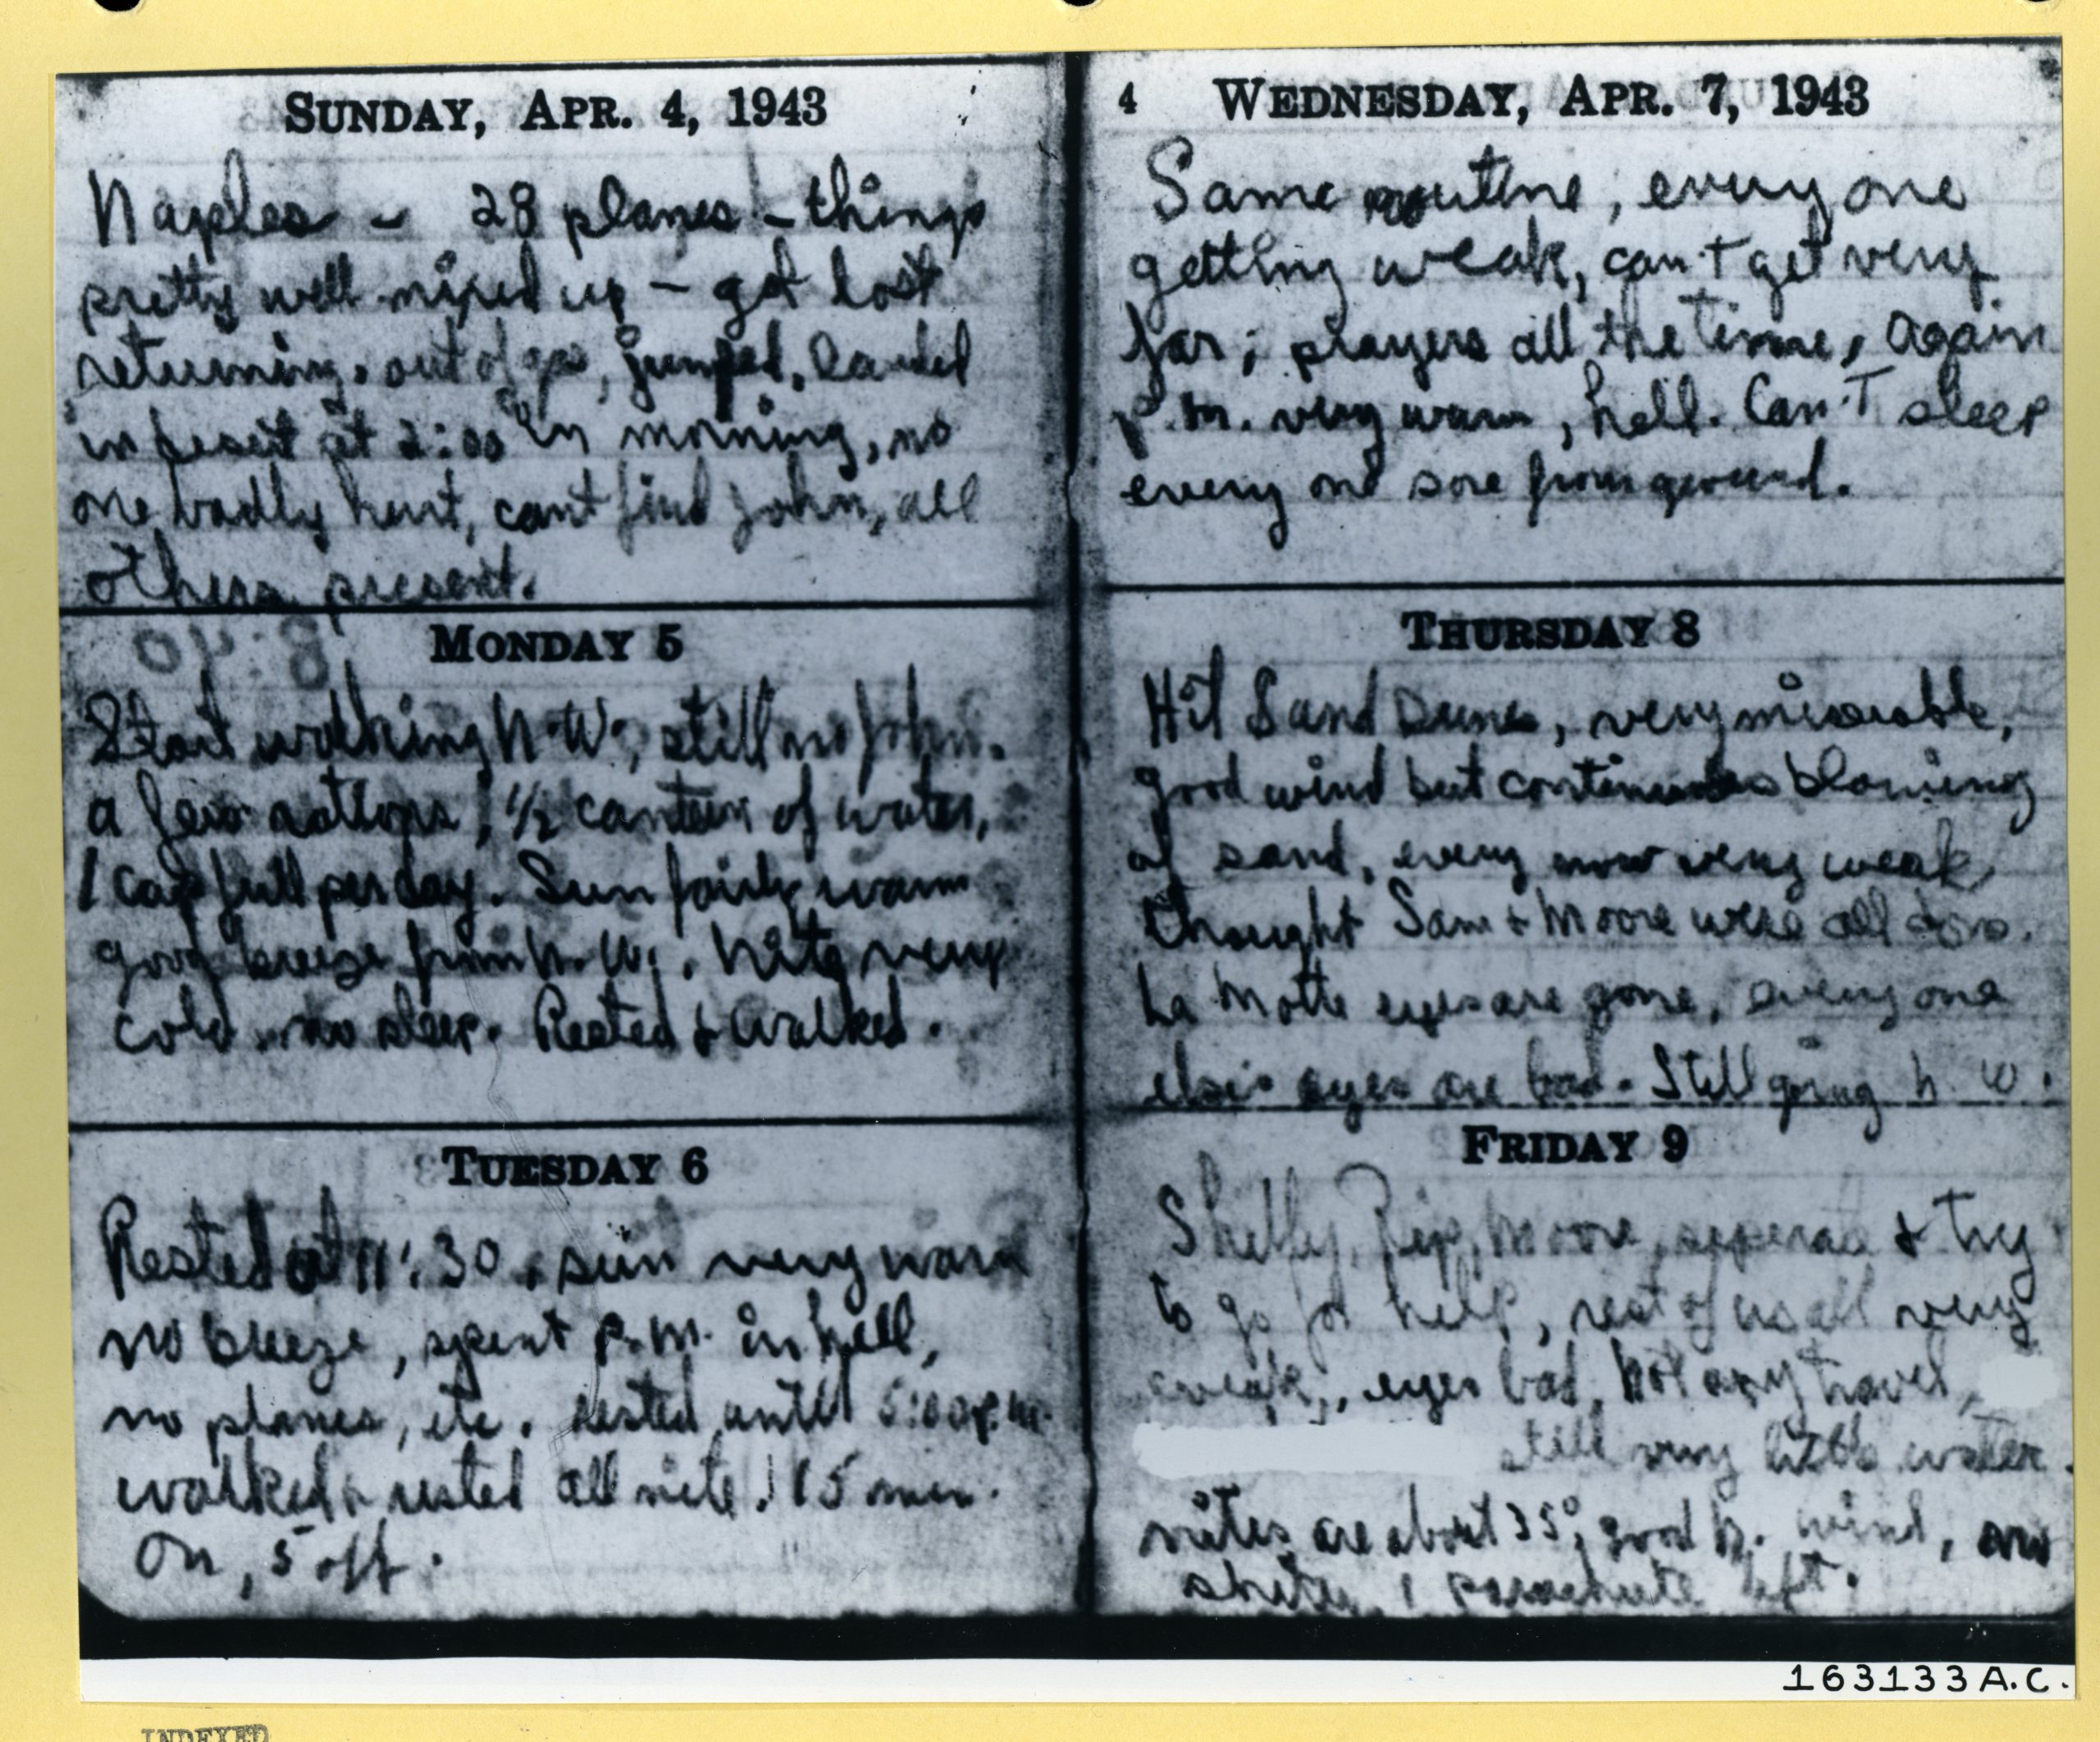 SUNDAY, APR. 4, 1943
Naples - 28 planes - things
pretty well mixed up - got lost
returning, out of gas, jumped, landed
in desert at 2:00 in morning, no
one badly hurt, cant find John, all
others present.
MONDAY 5
Start walking N.W., still no John.
a few rations, 1/2 canteen of water,
1 cap full per day. Sun fairly warm
good breeze from N.W. Nite very
cold no sleep. Rested & walked.
TUESDAY 6
Rested at 11:30, sun very warm
no breeze, spent P.M. in hell,
no planes, etc. rested until 5:00 p.m.
walked & rested all nite. 15 min.
on, 5 off.
4 WEDNESDAY, APR. 7, 1943
Same routine, every one
getting weak, can't get very
far, prayers all the time, again
p.m. very warm, hell. Can't sleep
every one sore from ground.
THURSDAY 8
Hit Sand Dunes, very miserable,
good wind but continuous blowing
of sand, every now very weak
thought Sam & Moore were all done.
La Motte eyes are gone, every one
else's eyes are bad. Still going N.W.
FRIDAY 9
Shelly, Rip, Moore seperate & try
to go for help, rest of us all very
weak, eyes bad, Not any travel,
still very little water.
nites are about 35°, good N. wind, no
shelter, 1 parachute left.
163133A.C.
INDEXED